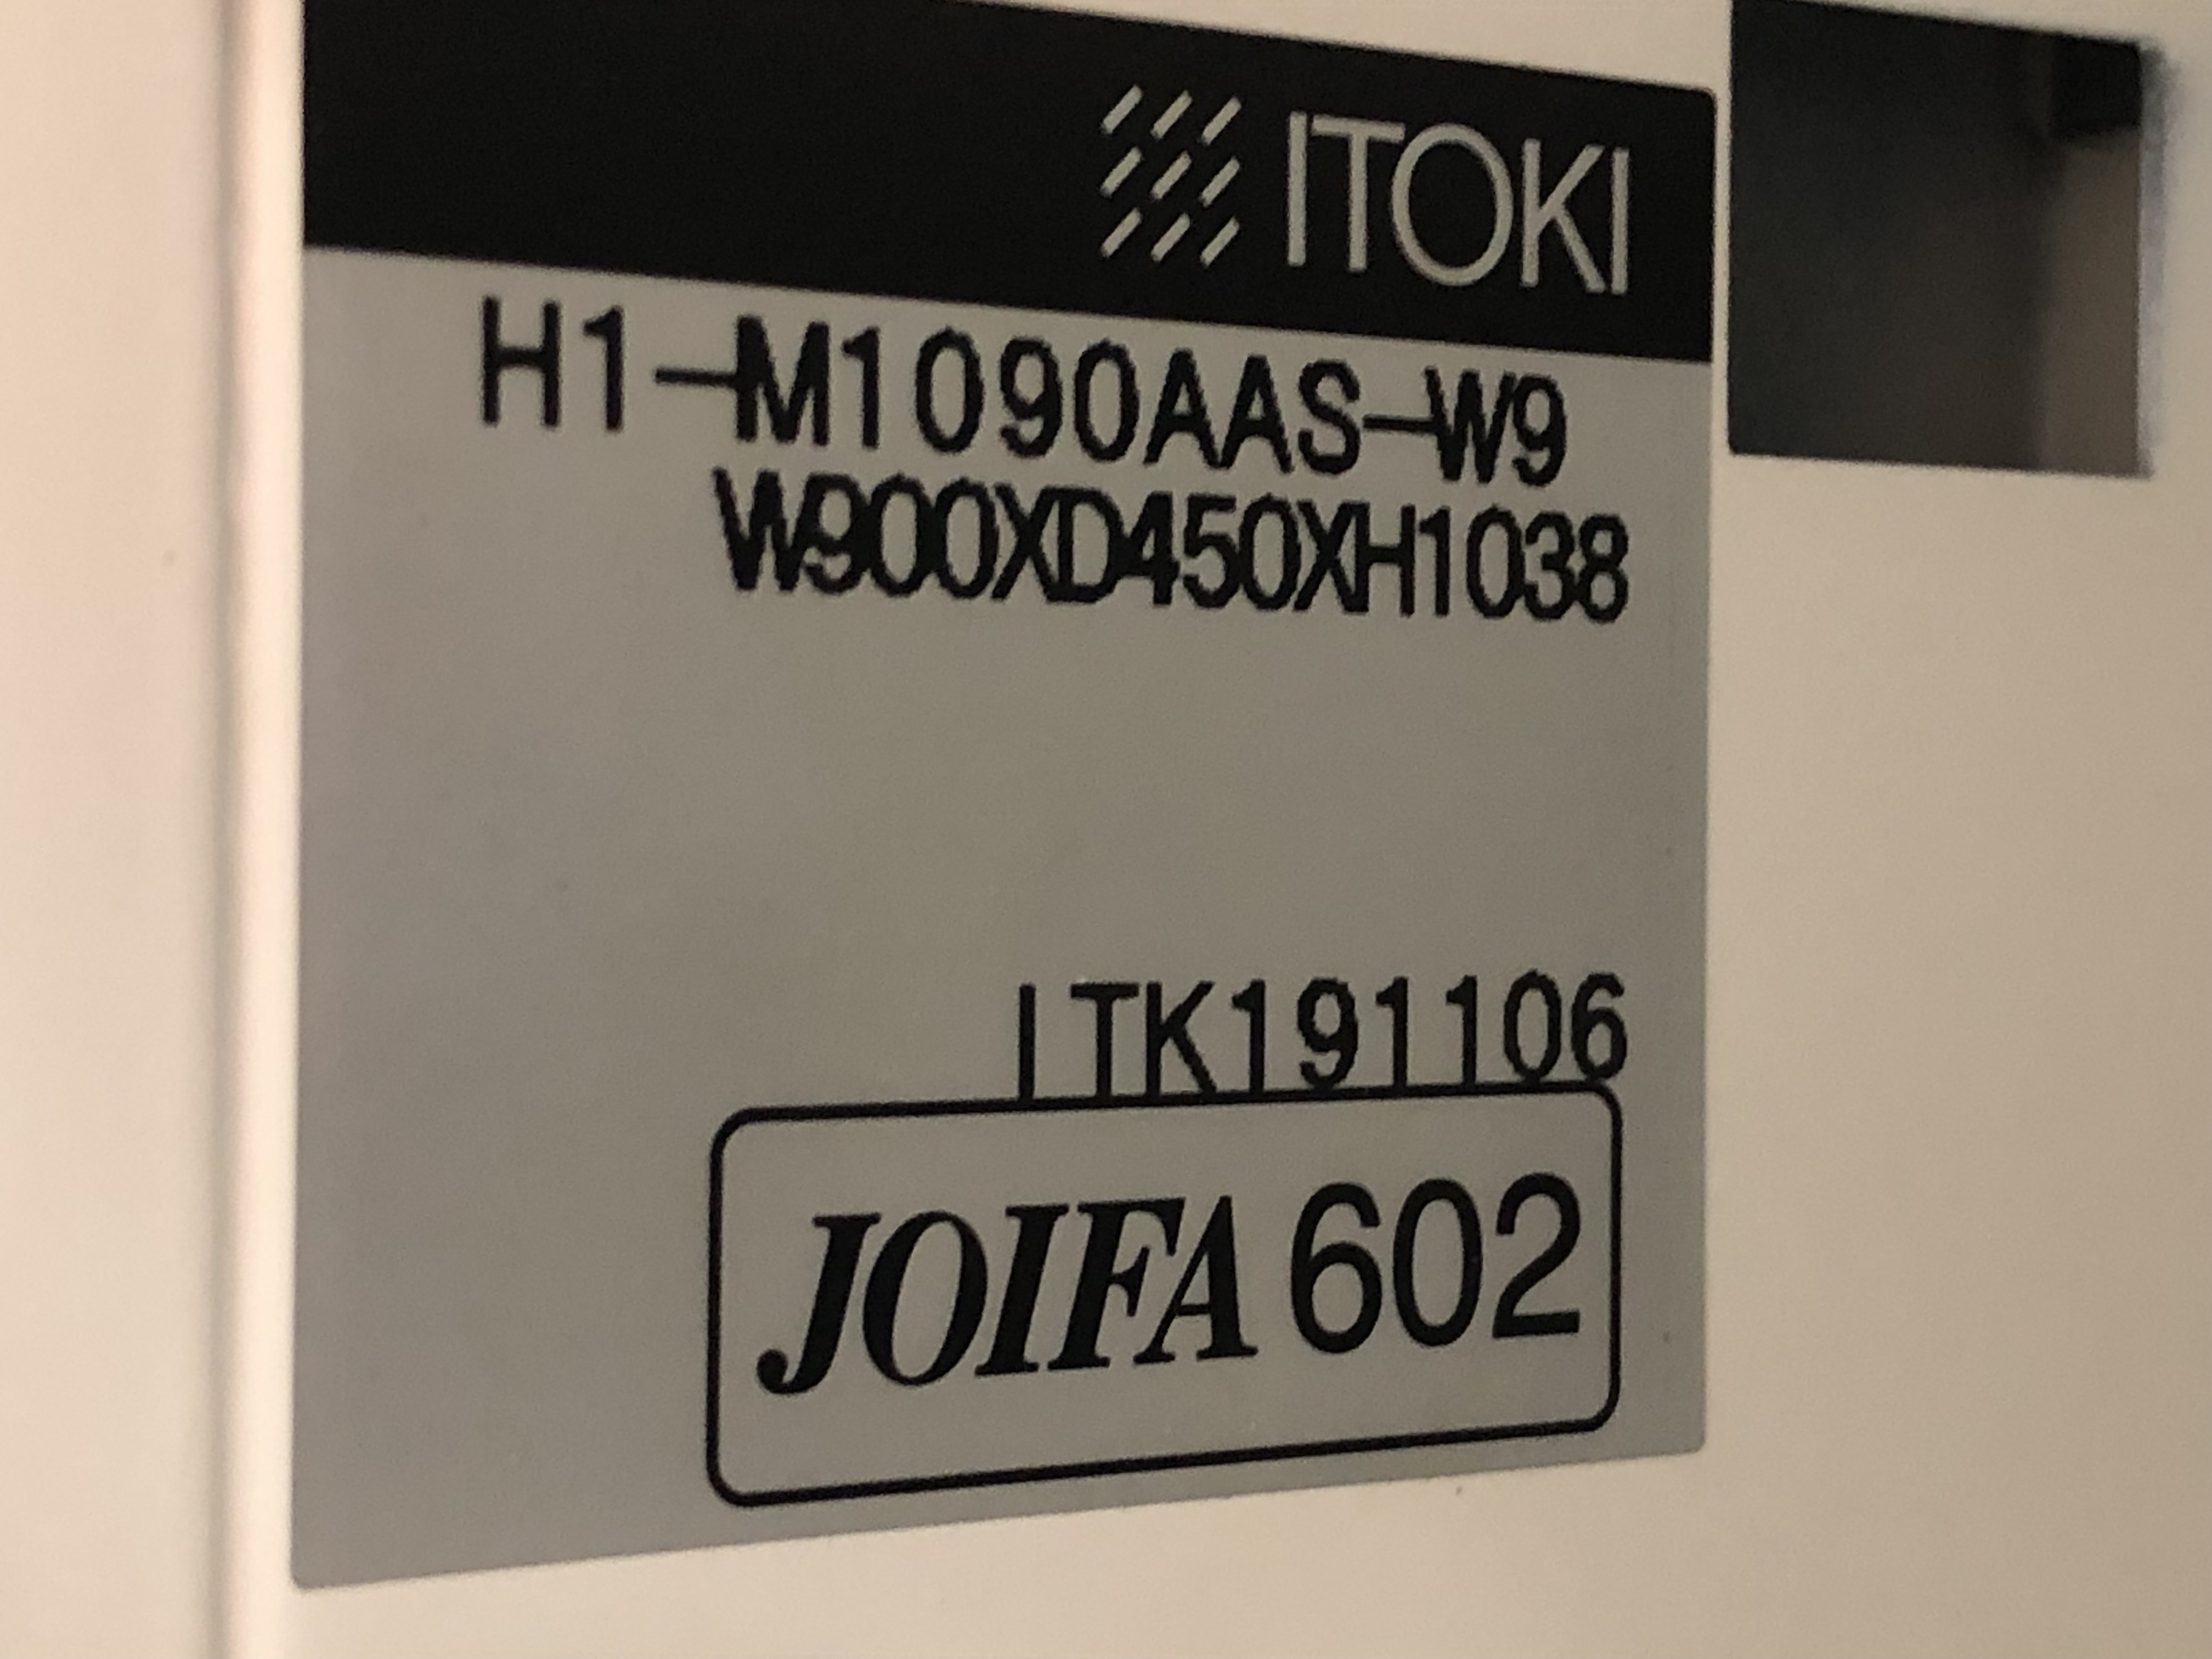 ITOKI
H1-M1090AAS-W9
W900XD450XH1038
ITK191106
JOIFA 602